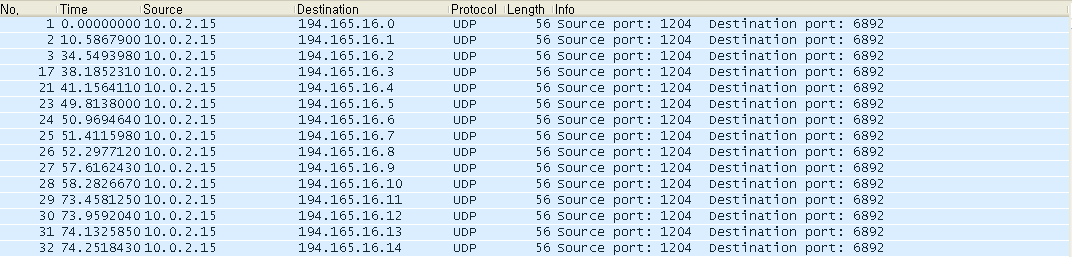 No. Time Source Destination Protocol Length Info
1 0.00000000 10.0.2.15 194.165.16.0 UDP 56 Source port: 1204 Destination port: 6892
2 10.5867900 10.0.2.15 194.165.16.1 UDP 56 Source port: 1204 Destination port: 6892
3 34.5493980 10.0.2.15 194.165.16.2 UDP 56 Source port: 1204 Destination port: 6892
17 38.1852310 10.0.2.15 194.165.16.3 UDP 56 Source port: 1204 Destination port: 6892
21 41.1564110 10.0.2.15 194.165.16.4 UDP 56 Source port: 1204 Destination port: 6892
23 49.8138000 10.0.2.15 194.165.16.5 UDP 56 Source port: 1204 Destination port: 6892
24 50.9694640 10.0.2.15 194.165.16.6 UDP 56 Source port: 1204 Destination port: 6892
25 51.4115980 10.0.2.15 194.165.16.7 UDP 56 Source port: 1204 Destination port: 6892
26 52.2977120 10.0.2.15 194.165.16.8 UDP 56 Source port: 1204 Destination port: 6892
27 57.6162430 10.0.2.15 194.165.16.9 UDP 56 Source port: 1204 Destination port: 6892
28 58.2826670 10.0.2.15 194.165.16.10 UDP 56 Source port: 1204 Destination port: 6892
29 73.4581250 10.0.2.15 194.165.16.11 UDP 56 Source port: 1204 Destination port: 6892
30 73.9592040 10.0.2.15 194.165.16.12 UDP 56 Source port: 1204 Destination port: 6892
31 74.1325850 10.0.2.15 194.165.16.13 UDP 56 Source port: 1204 Destination port: 6892
32 74.2518430 10.0.2.15 194.165.16.14 UDP 56 Source port: 1204 Destination port: 6892